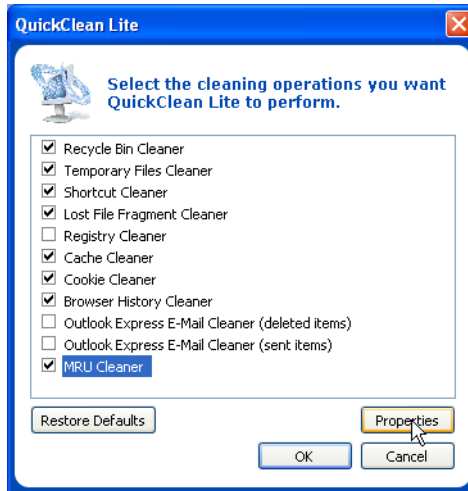 QuickClean Lite
Select the cleaning operations you want
QuickClean Lite to perform.
Recycle Bin Cleaner
Temporary Files Cleaner
Shortcut Cleaner
Lost File Fragment Cleaner
Registry Cleaner
Cache Cleaner
Cookie Cleaner
Browser History Cleaner
Outlook Express E-Mail Cleaner (deleted items)
Outlook Express E-Mail Cleaner (sent items)
MRU Cleaner
Restore Defaults
Properties
OK
Cancel